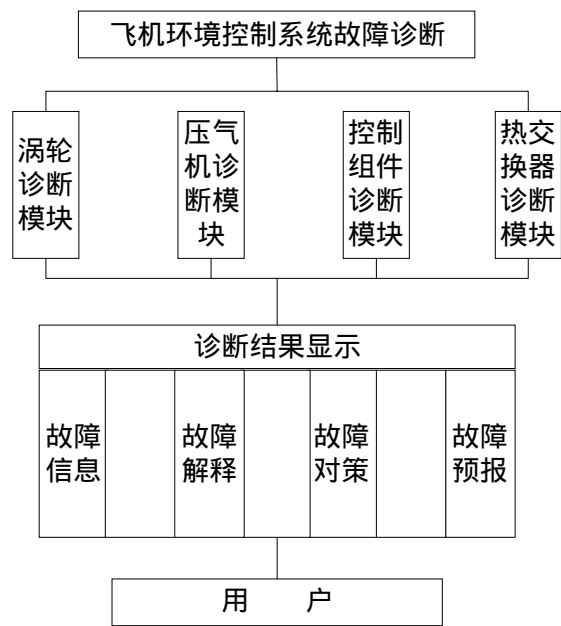 飞机环境控制系统故障诊断
涡轮
诊断
模块
压气
机诊
断模
块
控制
组件
诊断
模块
热交
换器
诊断
模块
诊断结果显示
故障
信息
故障
解释
故障
对策
故障
预报
用 户